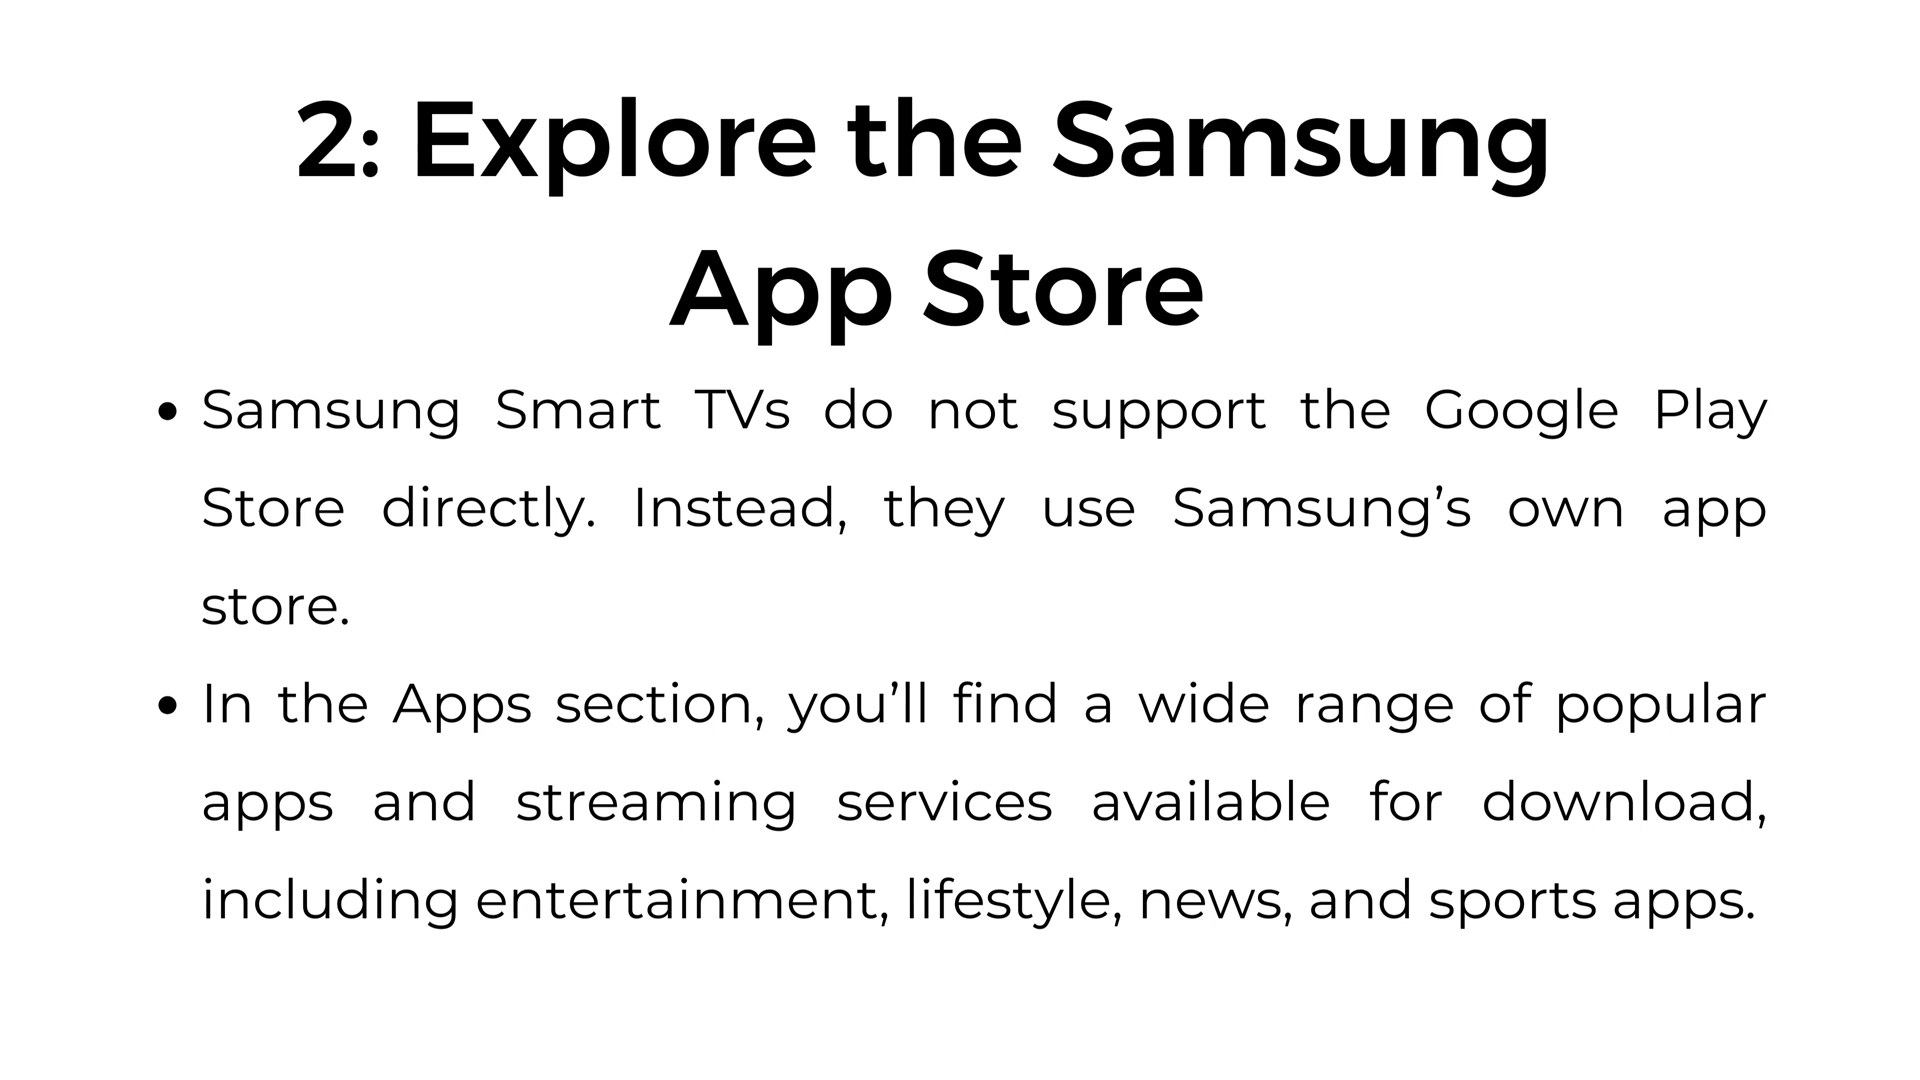 2: Explore the Samsung
App Store
• Samsung Smart TVs do not support the Google Play
Store directly. Instead, they use Samsung’s own app
store.
• In the Apps section, you’ll find a wide range of popular
apps and streaming services available for download,
including entertainment, lifestyle, news, and sports apps.